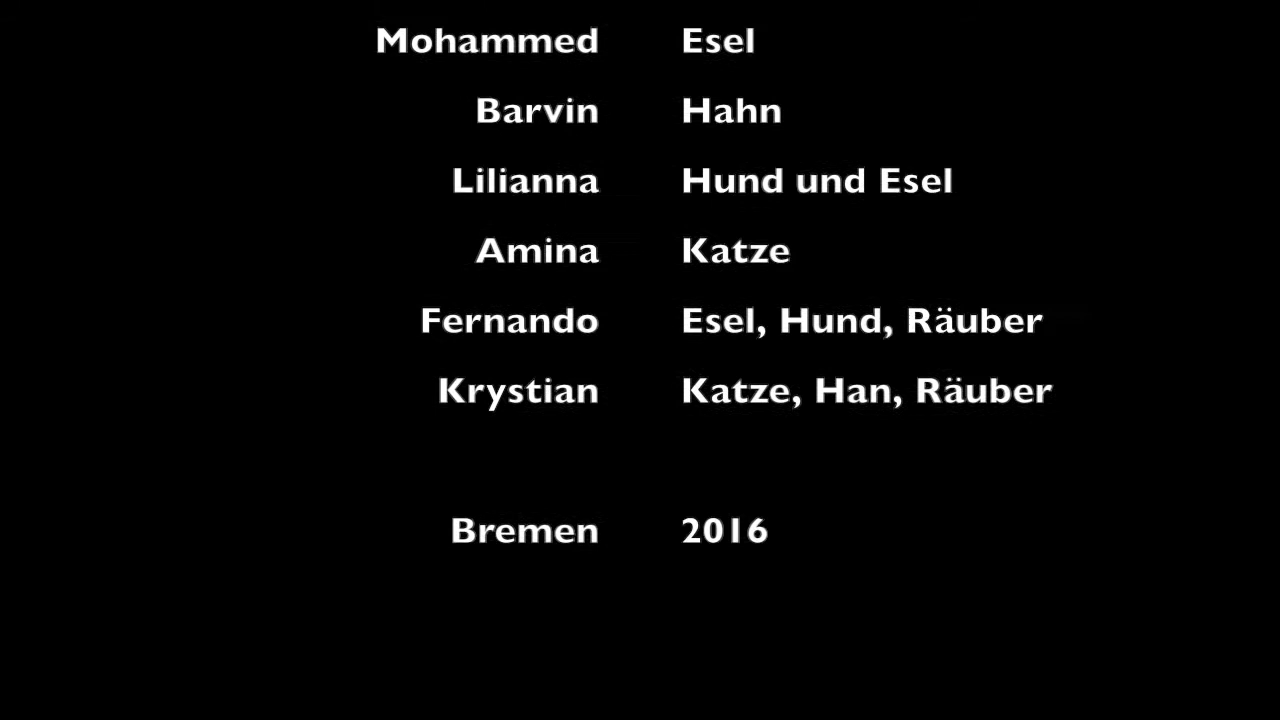 Mohammed Esel
Barvin Hahn
Lilianna Hund und Esel
Amina Katze
Fernando Esel, Hund, Räuber
Krystian Katze, Han, Räuber
Bremen 2016